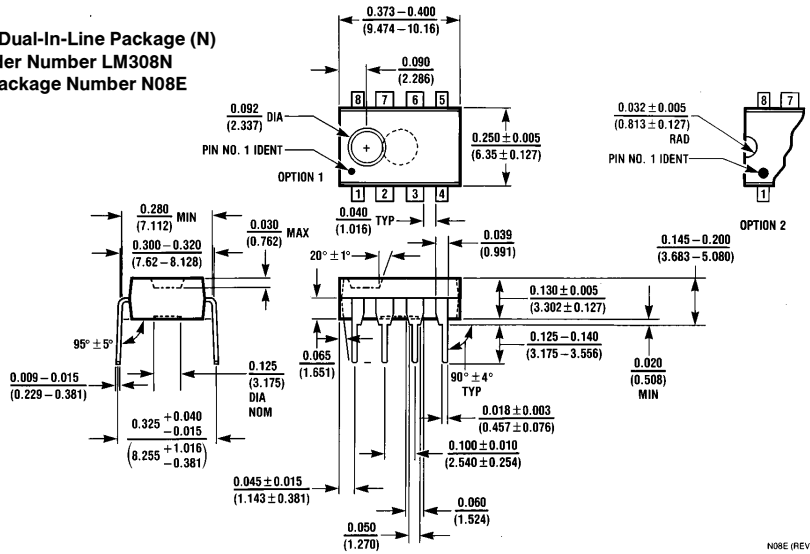 Dual-In-Line Package (N)
ler Number LM308N
ackage Number N08E
0.373 – 0.400
(9.474 – 10.16)
0.090
(2.286)
8 7 6 5
0.092 DIA
(2.337)
0.250 ± 0.005
(6.35 ± 0.127)
PIN NO. 1 IDENT
OPTION 1
1 2 3 4
0.032 ± 0.005
(0.813 ± 0.127)
RAD
PIN NO. 1 IDENT
8 7
1
OPTION 2
0.280 MIN
(7.112)
0.300 – 0.320
(7.62 – 8.128)
0.030 MAX
(0.762)
0.040 TYP
(1.016)
0.039
(0.991)
20° ± 1°
0.145 – 0.200
(3.683 – 5.080)
0.130 ± 0.005
(3.302 ± 0.127)
0.125 – 0.140
(3.175 – 3.556)
0.020
(0.508)
MIN
95° ± 5°
0.065
(1.651)
90° ± 4°
TYP
0.009 – 0.015
(0.229 – 0.381)
0.125
(3.175)
DIA
NOM
0.018 ± 0.003
(0.457 ± 0.076)
0.325 +0.040
-0.015
(8.255 +1.016
-0.381)
0.100 ± 0.010
(2.540 ± 0.254)
0.045 ± 0.015
(1.143 ± 0.381)
0.060
(1.524)
0.050
(1.270)
N08E (REV